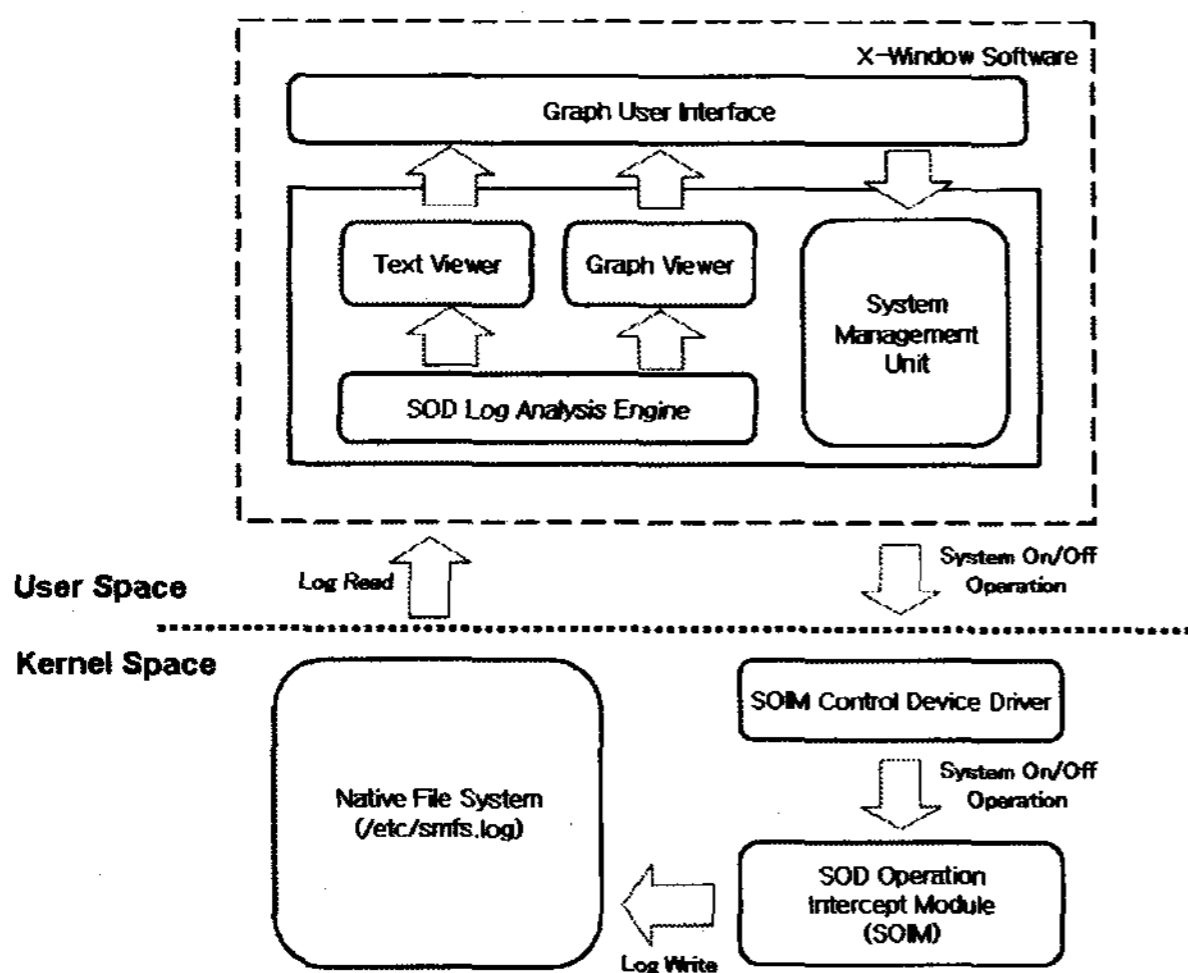 X-Window Software
Graph User Interface
Text Viewer
Graph Viewer
System
Management
Unit
SOD Log Analysis Engine
Log Read
System On/Off
Operation
User Space
Kernel Space
SOIM Control Device Driver
System On/Off
Operation
Native File System
(/etc/smfs.log)
SOD Operation
Intercept Module
(SOIM)
Log Write